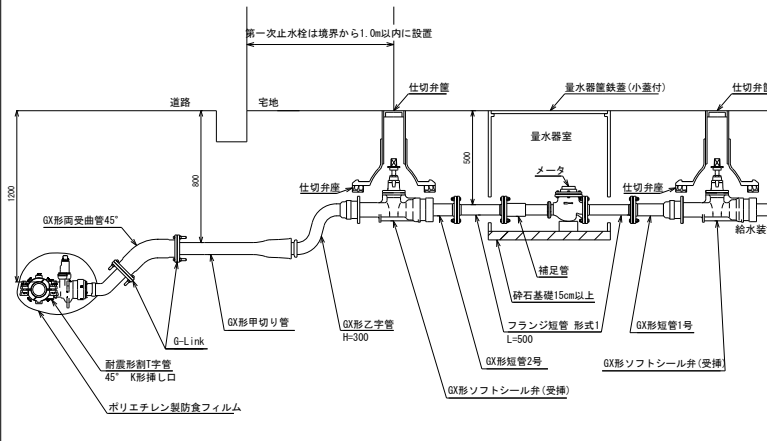 第一次止水栓は境界から1.0m以内に設置
仕切弁筐
量水器筐鉄蓋(小蓋付)
仕切弁筐
道路
宅地
量水器室
1200
800
500
仕切弁座
メータ
仕切弁座
GX形両受曲管45°
給水装
補足管
砕石基礎15cm以上
GX形甲切り管
GX形乙字管
H=300
フランジ短管 形式1
L=500
GX形短管1号
G-Link
耐震形割T字管
45° K形挿し口
GX形短管2号
GX形ソフトシール弁(受挿)
GX形ソフトシール弁(受挿)
ポリエチレン製防食フィルム